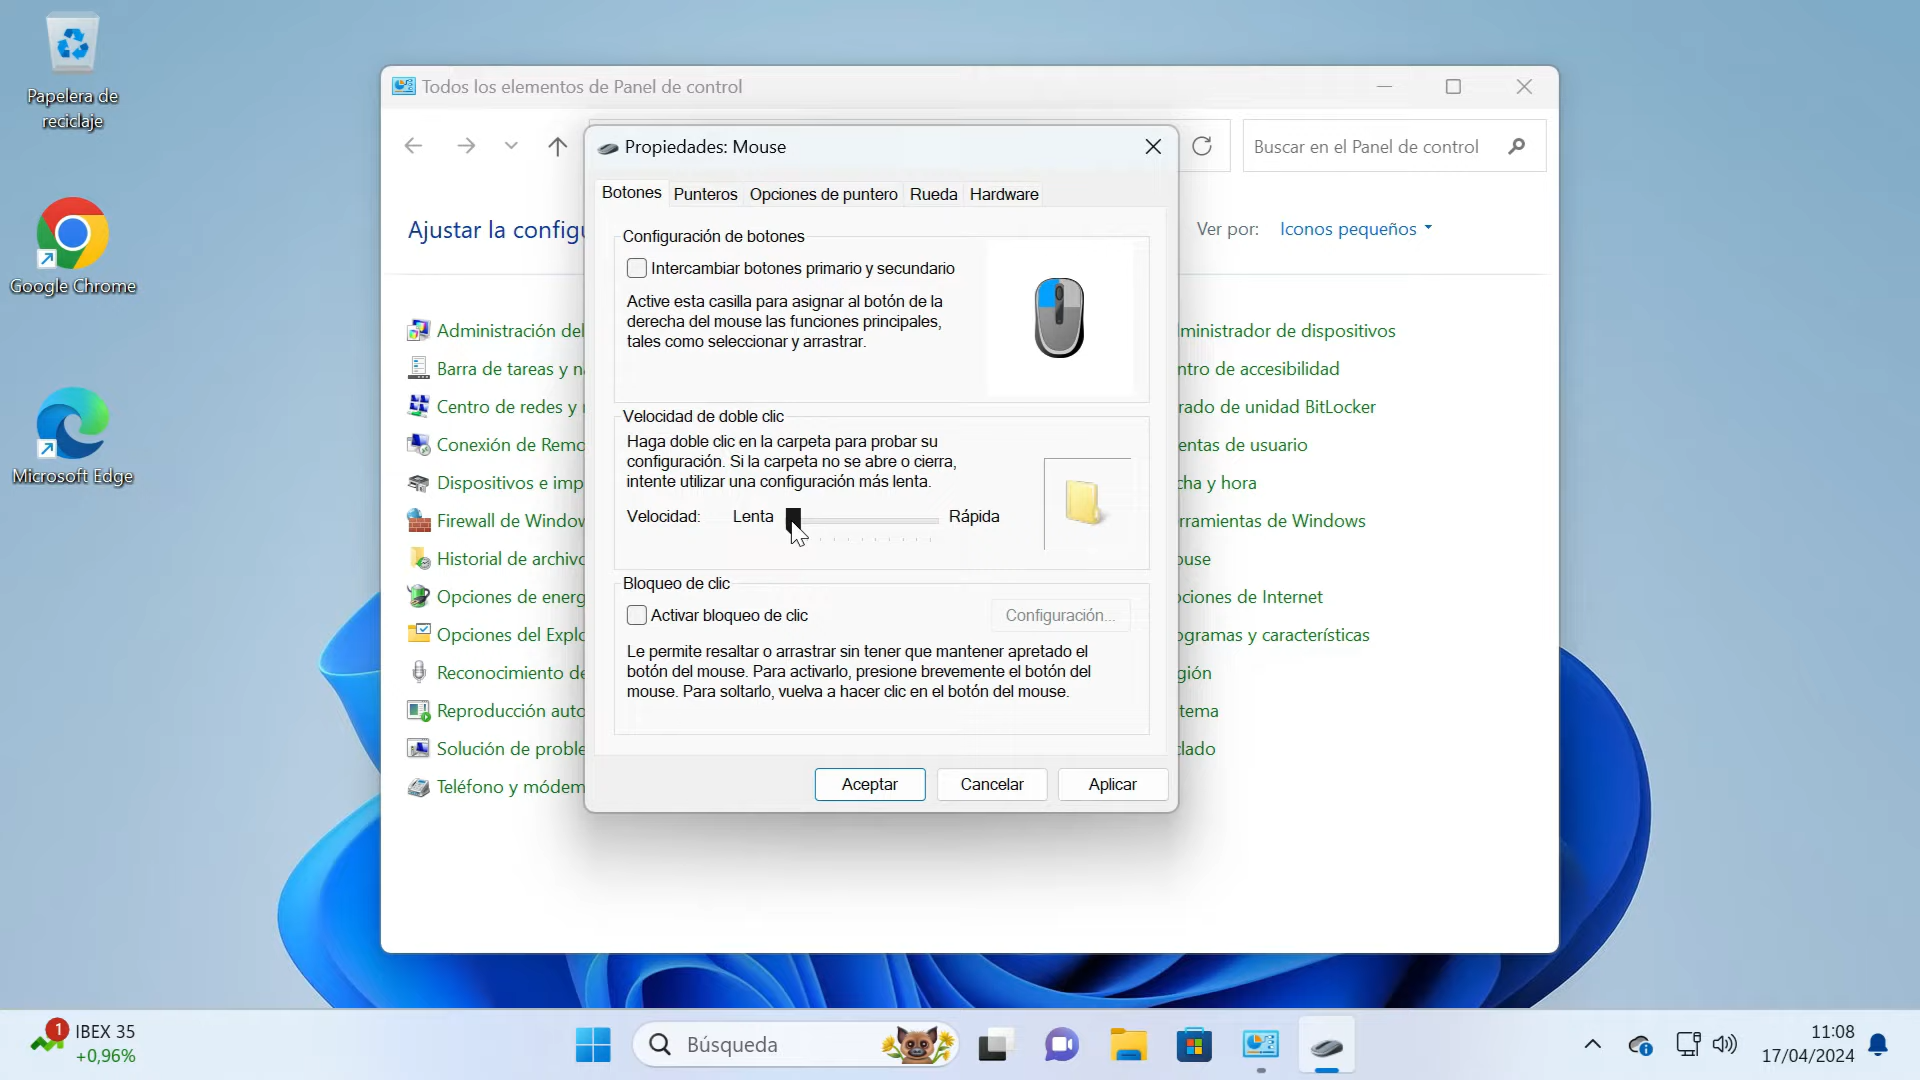 Papelera de
reciclaje
Google Chrome
Microsoft Edge
Todos los elementos de Panel de control
Buscar en el Panel de control
Ajustar la config
Ver por:
Iconos pequeños
Administración del
Barra de tareas y n
Centro de redes y
Conexión de Remo
Dispositivos e imp
Firewall de Window
Historial de archivo
Opciones de energ
Opciones del Explo
Reconocimiento de
Reproducción auto
Solución de proble
Teléfono y módem
Propiedades: Mouse
Botones
Punteros
Opciones de puntero
Rueda
Hardware
Configuración de botones
Intercambiar botones primario y secundario
Active esta casilla para asignar al botón de la
derecha del mouse las funciones principales,
tales como seleccionar y arrastrar.
Velocidad de doble clic
Haga doble clic en la carpeta para probar su
configuración. Si la carpeta no se abre o cierra,
intente utilizar una configuración más lenta.
Velocidad:
Lenta
Rápida
Bloqueo de clic
Activar bloqueo de clic
Configuración...
Le permite resaltar o arrastrar sin tener que mantener apretado el
botón del mouse. Para activarlo, presione brevemente el botón del
mouse. Para soltarlo, vuelva a hacer clic en el botón del mouse.
Aceptar
Cancelar
Aplicar
ministrador de dispositivos
ntro de accesibilidad
rado de unidad BitLocker
entas de usuario
cha y hora
rramientas de Windows
ouse
ciones de Internet
ogramas y características
gión
tema
clado
1
IBEX 35
+0,96%
Búsqueda
11:08
17/04/2024